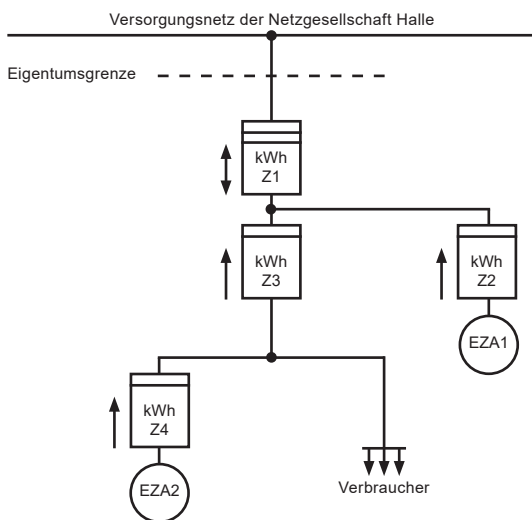 Versorgungsnetz der Netzgesellschaft Halle
Eigentumsgrenze
kWh
Z1
kWh
Z3
kWh
Z2
EZA1
kWh
Z4
EZA2
Verbraucher